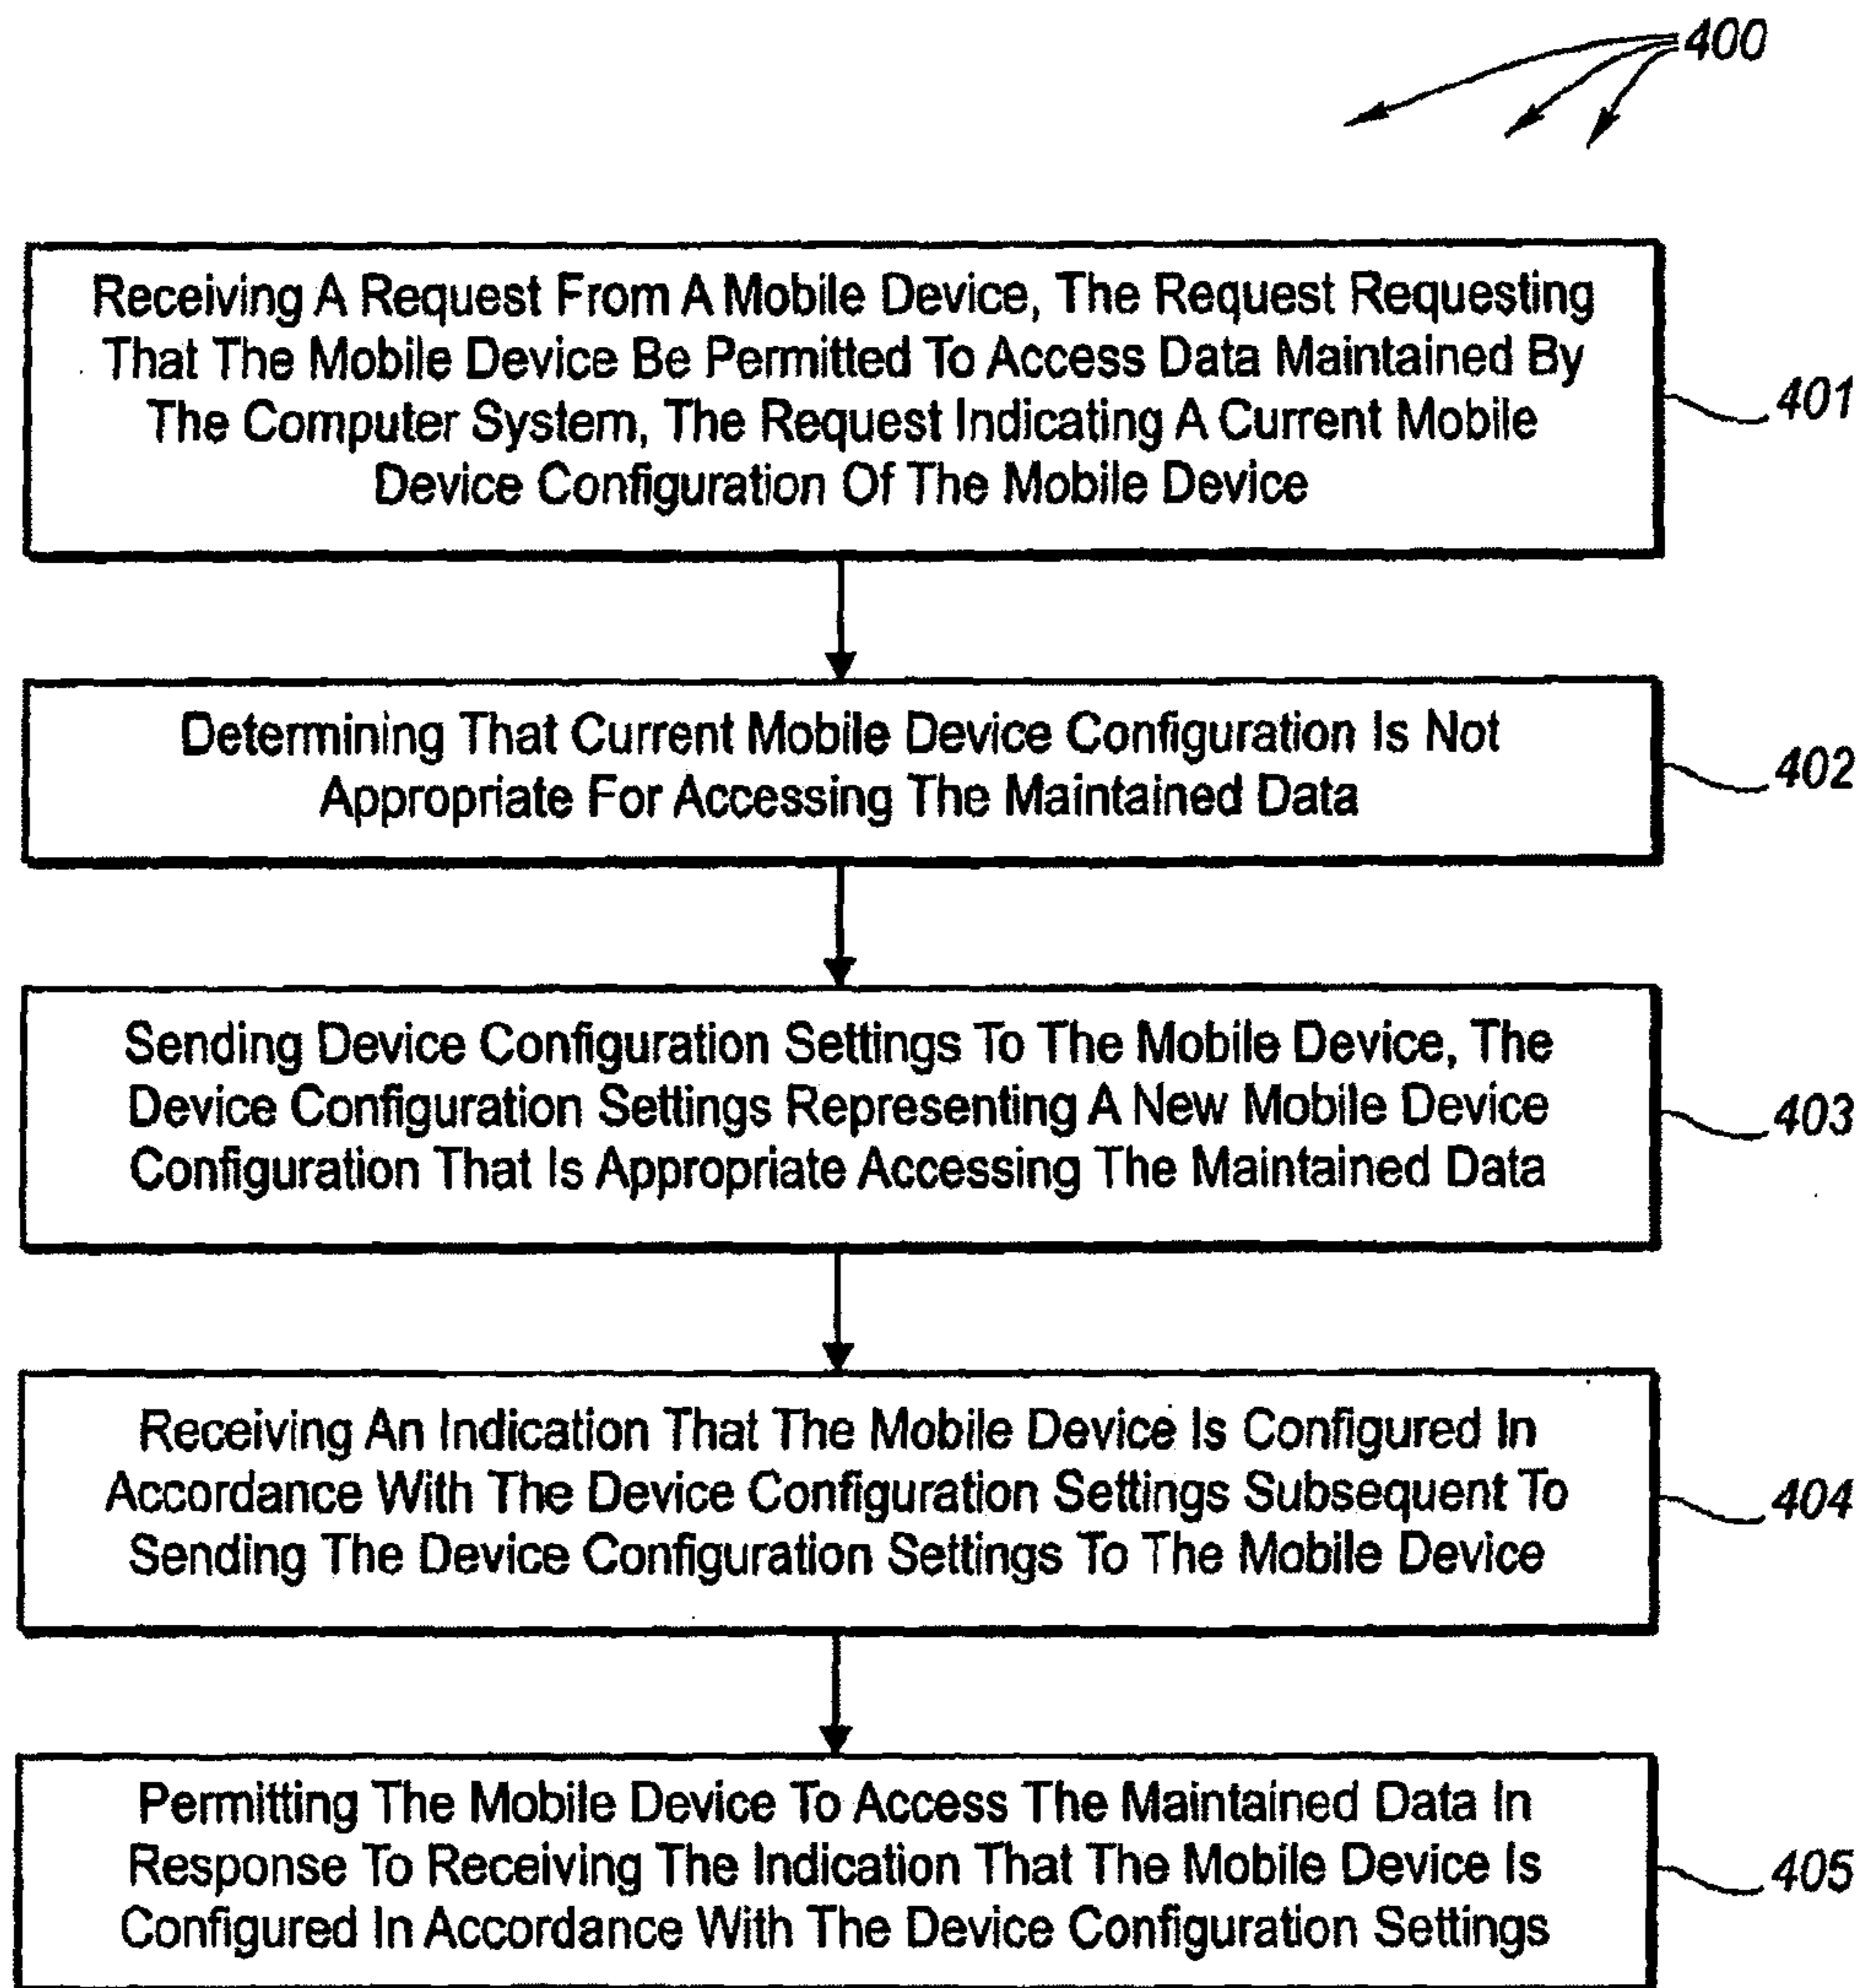 400
Receiving A Request From A Mobile Device, The Request Requesting
That The Mobile Device Be Permitted To Access Data Maintained By
The Computer System, The Request Indicating A Current Mobile
Device Configuration Of The Mobile Device
401
Determining That Current Mobile Device Configuration Is Not
Appropriate For Accessing The Maintained Data
402
Sending Device Configuration Settings To The Mobile Device, The
Device Configuration Settings Representing A New Mobile Device
Configuration That Is Appropriate Accessing The Maintained Data
403
Receiving An Indication That The Mobile Device Is Configured In
Accordance With The Device Configuration Settings Subsequent To
Sending The Device Configuration Settings To The Mobile Device
404
Permitting The Mobile Device To Access The Maintained Data In
Response To Receiving The Indication That The Mobile Device Is
Configured In Accordance With The Device Configuration Settings
405